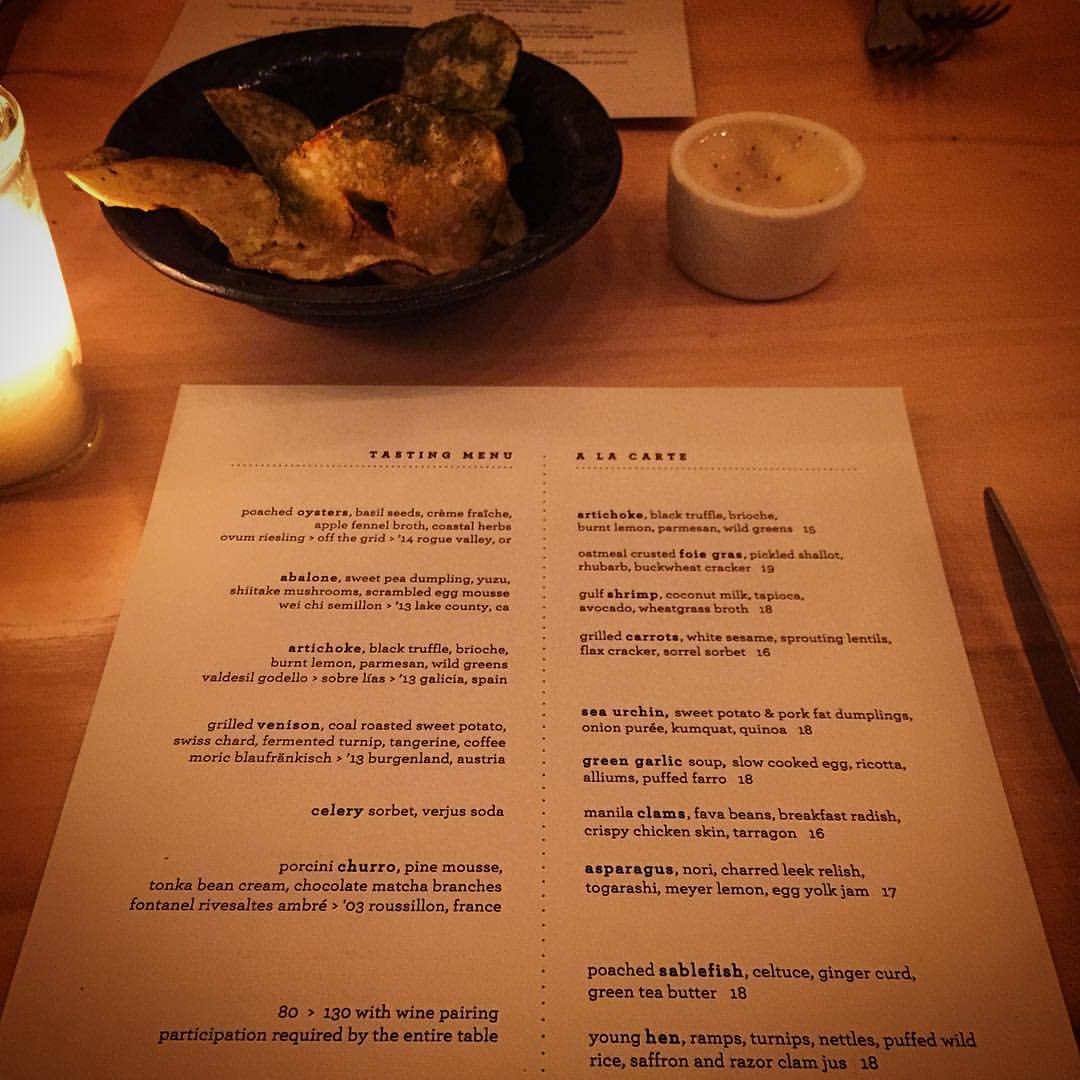 TASTING MENU
poached oysters, basil seeds, crème fraîche,
apple fennel broth, coastal herbs
ovum riesling > off the grid > '14 rogue valley, or
abalone, sweet pea dumpling, yuzu,
shiitake mushrooms, scrambled egg mousse
wei chi semillon > '13 lake county, ca
artichoke, black truffle, brioche,
burnt lemon, parmesan, wild greens
valdesil godello > sobre lías > '13 galicia, spain
grilled venison, coal roasted sweet potato,
swiss chard, fermented turnip, tangerine, coffee
moric blaufränkisch > '13 burgenland, austria
celery sorbet, verjus soda
porcini churro, pine mousse,
tonka bean cream, chocolate matcha branches
fontanel rivesaltes ambré > '03 roussillon, france
80 > 130 with wine pairing
participation required by the entire table
A LA CARTE
artichoke, black truffle, brioche,
burnt lemon, parmesan, wild greens 15
oatmeal crusted foie gras, pickled shallot,
rhubarb, buckwheat cracker 19
gulf shrimp, coconut milk, tapioca,
avocado, wheatgrass broth 18
grilled carrots, white sesame, sprouting lentils,
flax cracker, sorrel sorbet 16
sea urchin, sweet potato & pork fat dumplings,
onion purée, kumquat, quinoa 18
green garlic soup, slow cooked egg, ricotta,
alliums, puffed farro 18
manila clams, fava beans, breakfast radish,
crispy chicken skin, tarragon 16
asparagus, nori, charred leek relish,
togarashi, meyer lemon, egg yolk jam 17
poached sablefish, celtuce, ginger curd,
green tea butter 18
young hen, ramps, turnips, nettles, puffed wild
rice, saffron and razor clam jus 18